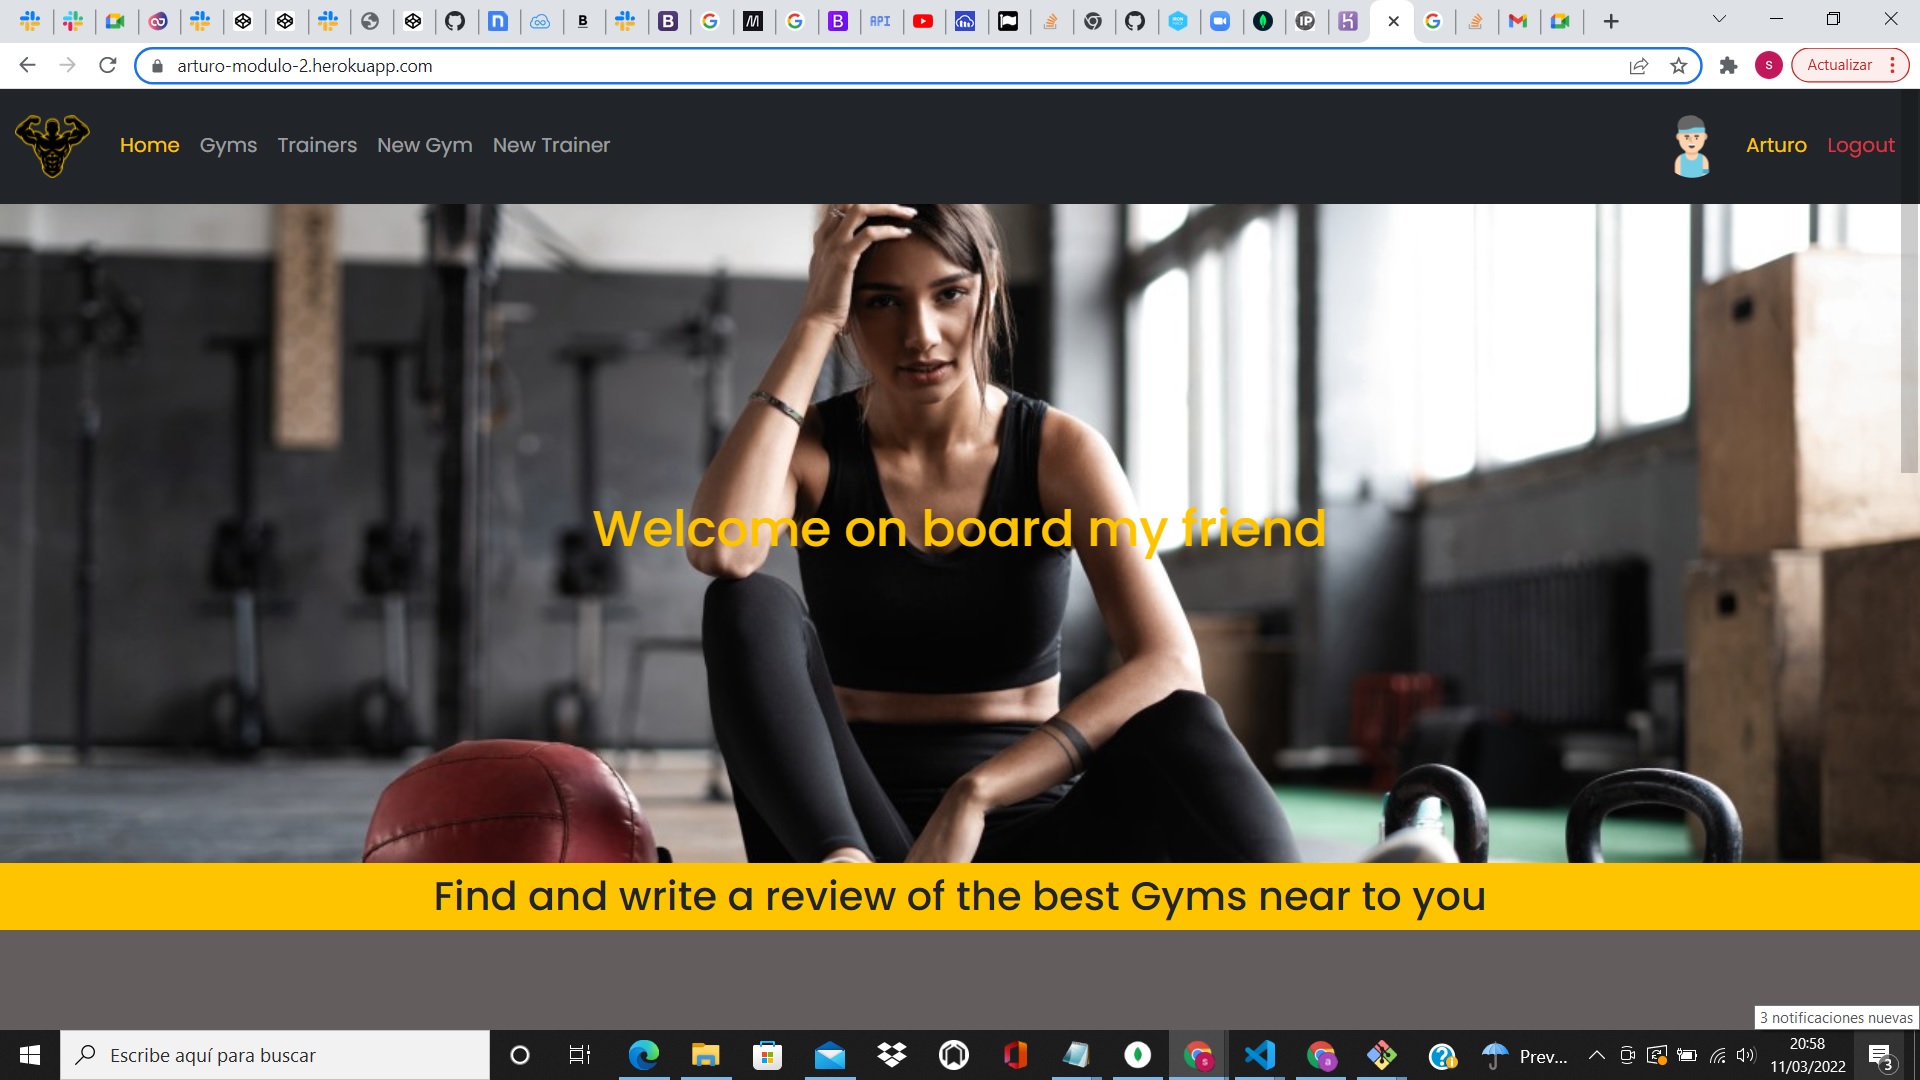 arturo-modulo-2.herokuapp.com
Actualizar
Home Gyms Trainers New Gym New Trainer
Arturo Logout
Welcome on board my friend
Find and write a review of the best Gyms near to you
3 notificaciones nuevas
Escribe aquí para buscar
Prev...
20:58
11/03/2022
3